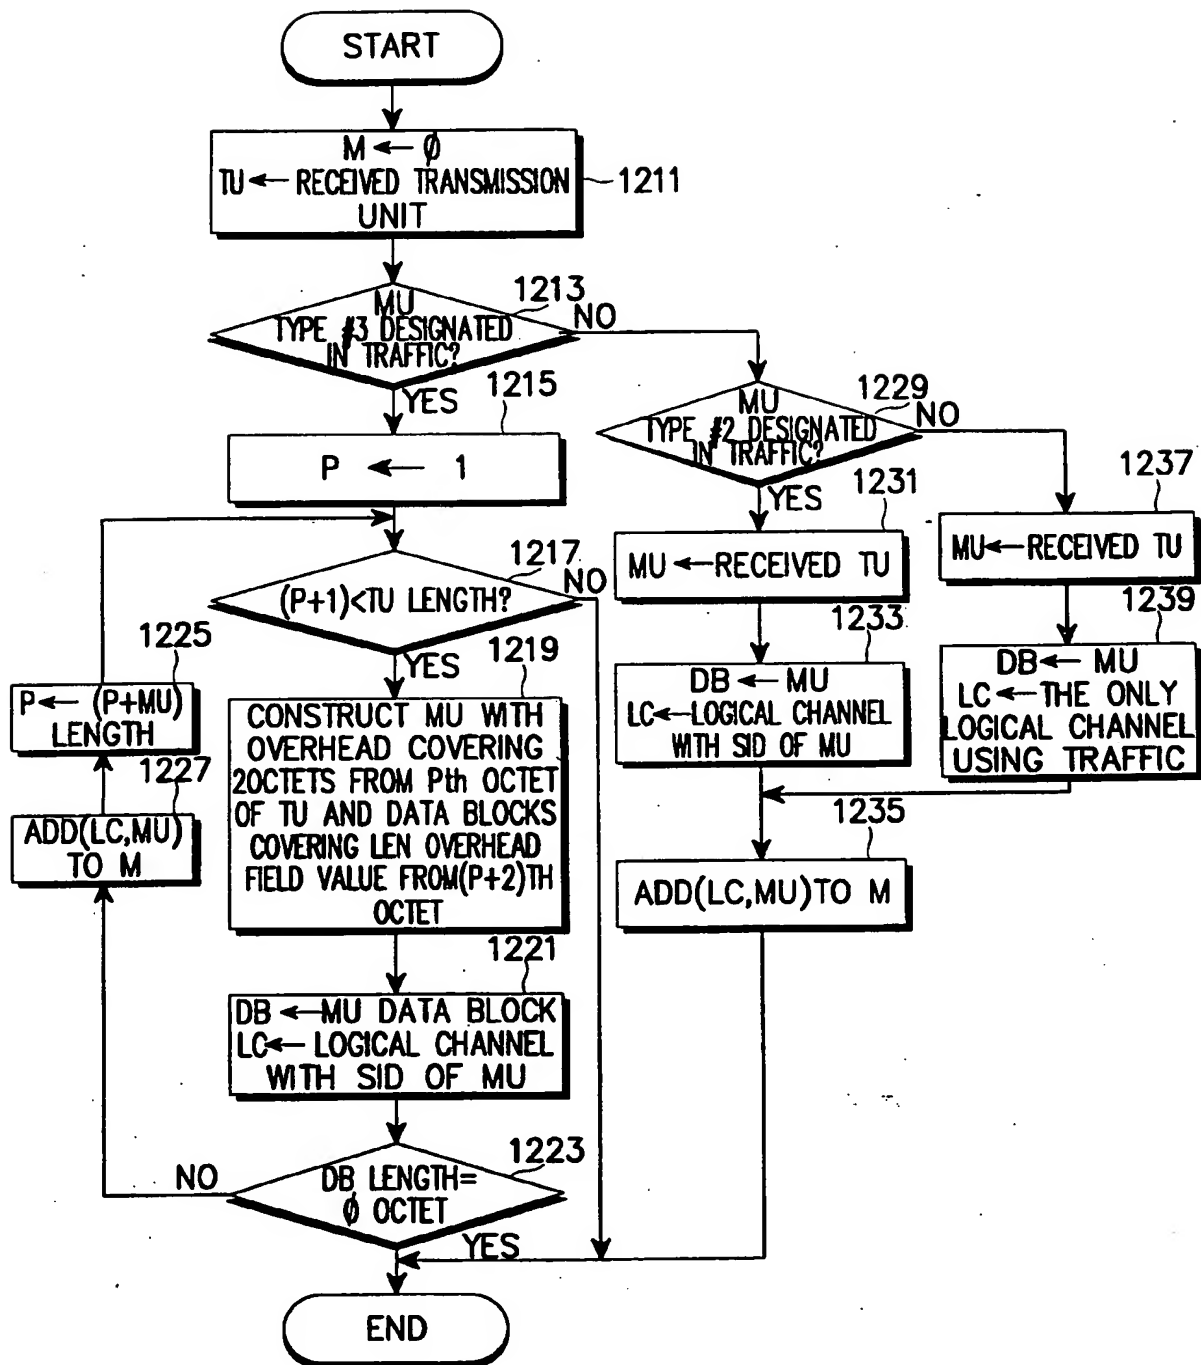 START
M ← ϕ
TU ← RECEIVED TRANSMISSION
UNIT
1211
1213
MU
TYPE #3 DESIGNATED
IN TRAFFIC?
NO
YES
1215
P ← 1
1217
(P+1)<TU LENGTH?
NO
YES
1219
CONSTRUCT MU WITH
OVERHEAD COVERING
2OCTETS FROM Pth OCTET
OF TU AND DATA BLOCKS
COVERING LEN OVERHEAD
FIELD VALUE FROM(P+2)TH
OCTET
1221
DB ← MU DATA BLOCK
LC ← LOGICAL CHANNEL
WITH SID OF MU
1223
DB LENGTH=
ϕ OCTET
NO
YES
1225
P ← (P+MU)
LENGTH
1227
ADD(LC,MU)
TO M
1229
MU
TYPE #2 DESIGNATED
IN TRAFFIC?
NO
YES
1231
MU ← RECEIVED TU
1233
DB ← MU
LC ← LOGICAL CHANNEL
WITH SID OF MU
1235
ADD(LC,MU)TO M
1237
MU ← RECEIVED TU
1239
DB ← MU
LC ← THE ONLY
LOGICAL CHANNEL
USING TRAFFIC
END